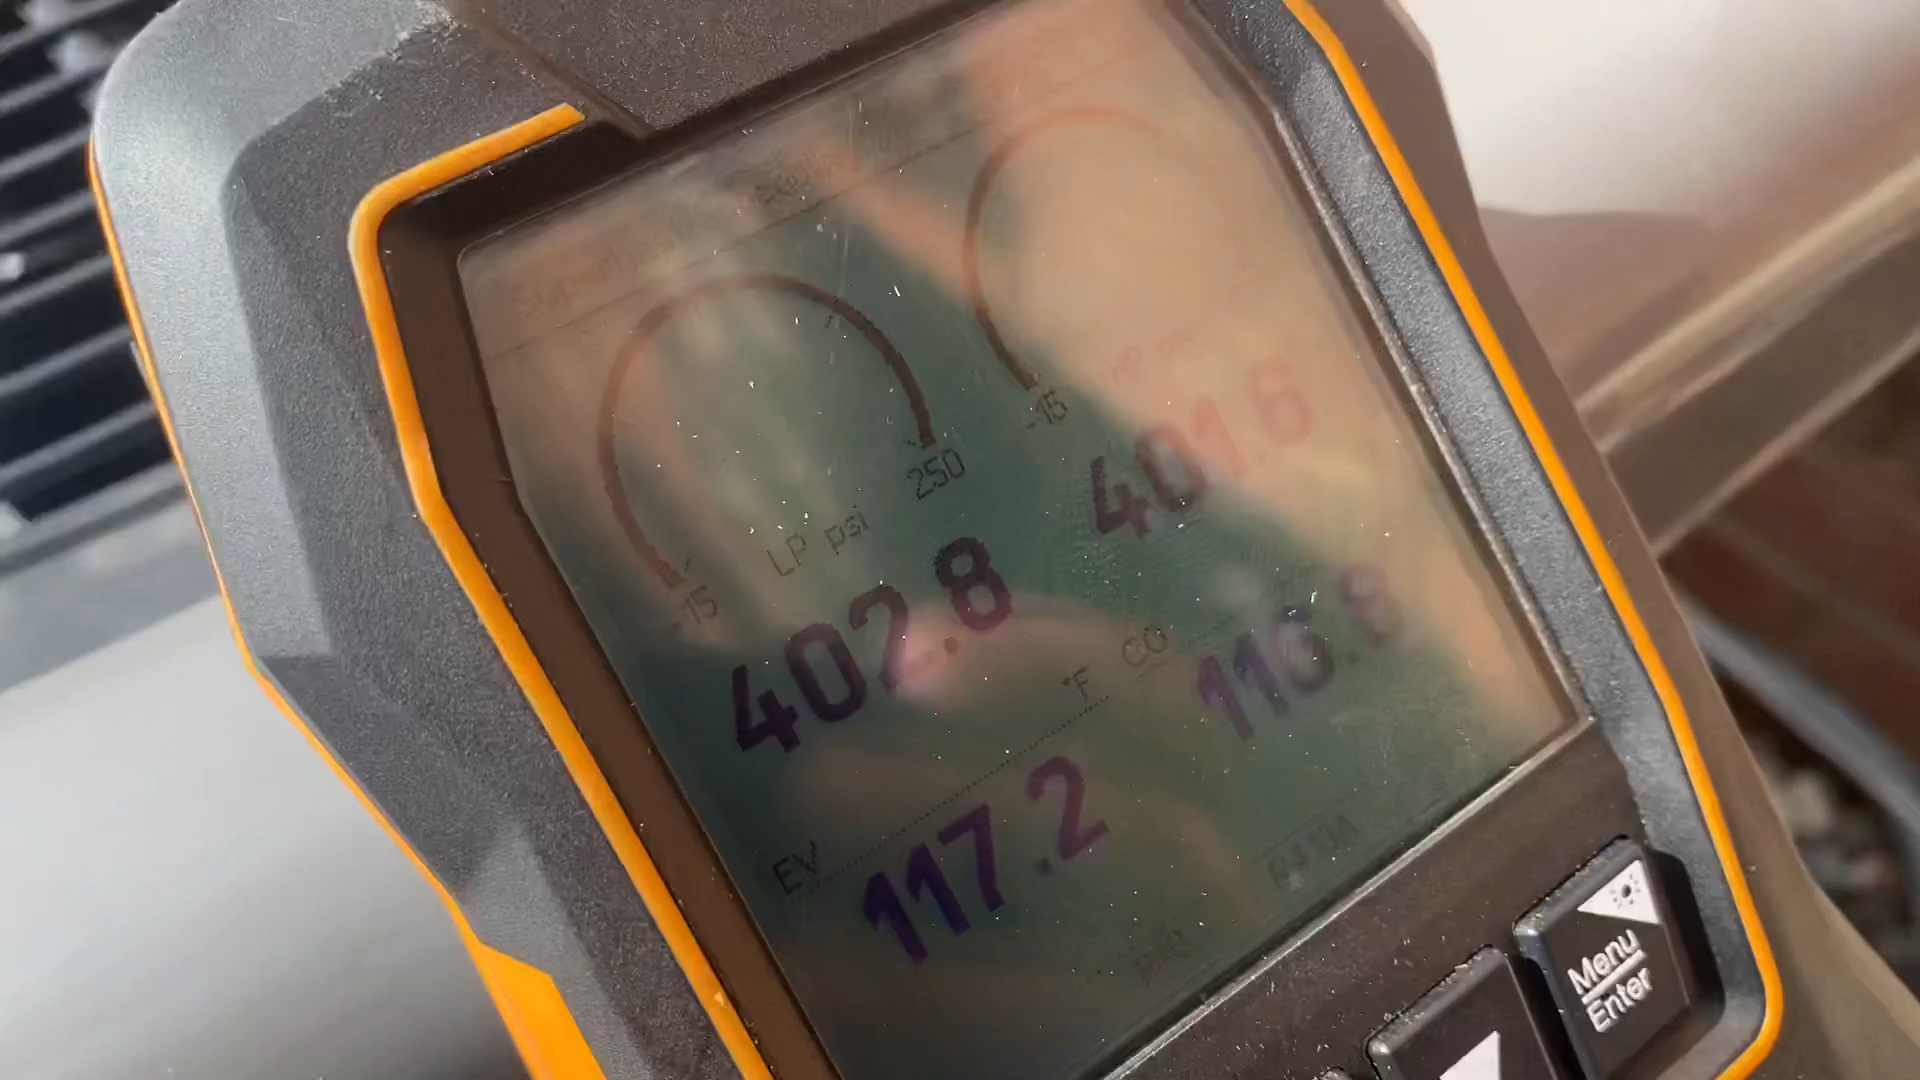 -15
250
LP psi
402.8
-15
401.6
°F
EV
117.2
CO
116.8
R410A
Menu
Enter